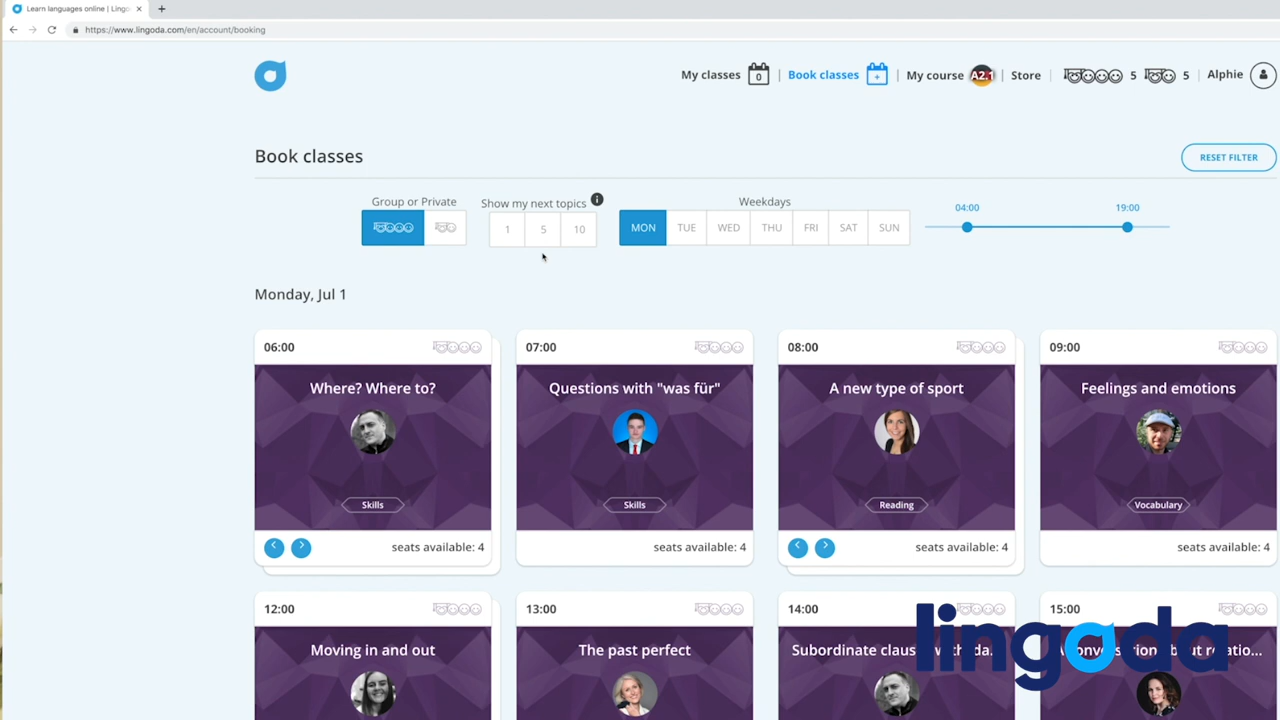 Learn languages online | Lingo
https://www.lingoda.com/en/account/booking
My classes 0 | Book classes + | My course A2.1 | Store | 5 5 | Alphie
Book classes
RESET FILTER
Group or Private
Show my next topics i
Weekdays
04:00 19:00
1 5 10
MON TUE WED THU FRI SAT SUN
Monday, Jul 1
06:00 07:00 08:00 09:00
Where? Where to? Questions with "was für" A new type of sport Feelings and emotions
Skills Skills Reading Vocabulary
seats available: 4 seats available: 4 seats available: 4 seats available: 4
12:00 13:00 14:00 15:00
Moving in and out The past perfect Subordinate
lingoda